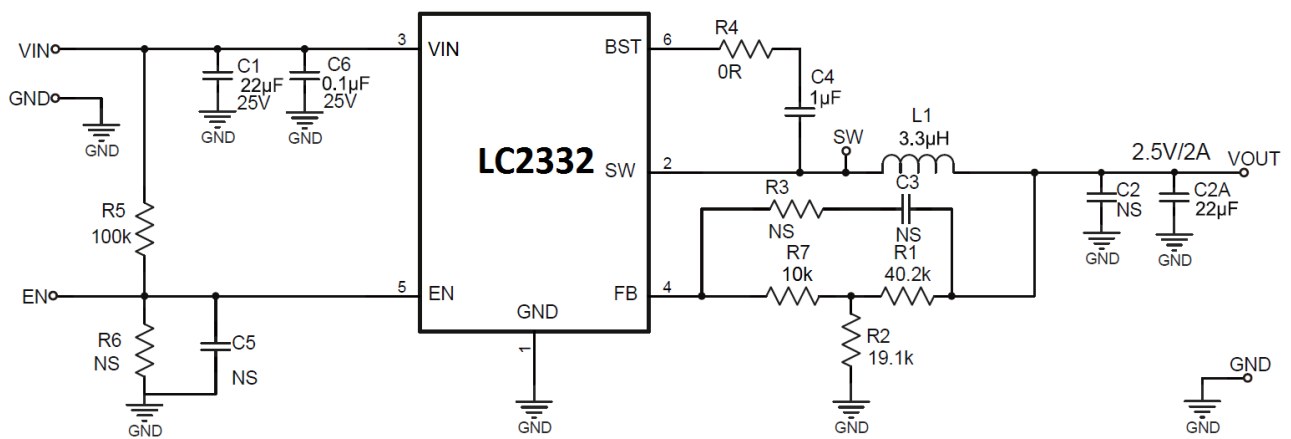 VIN
GND
GND
C1
22µF
25V
GND
C6
0.1µF
25V
GND
R5
100k
EN
R6
NS
C5
NS
GND
3
VIN
5
EN
LC2332
BST
6
SW
2
FB
4
GND
1
GND
R4
0R
C4
1µF
SW
L1
3.3µH
R3
NS
C3
NS
R7
10k
R1
40.2k
R2
19.1k
GND
2.5V/2A
VOUT
C2
NS
GND
C2A
22µF
GND
GND
GND